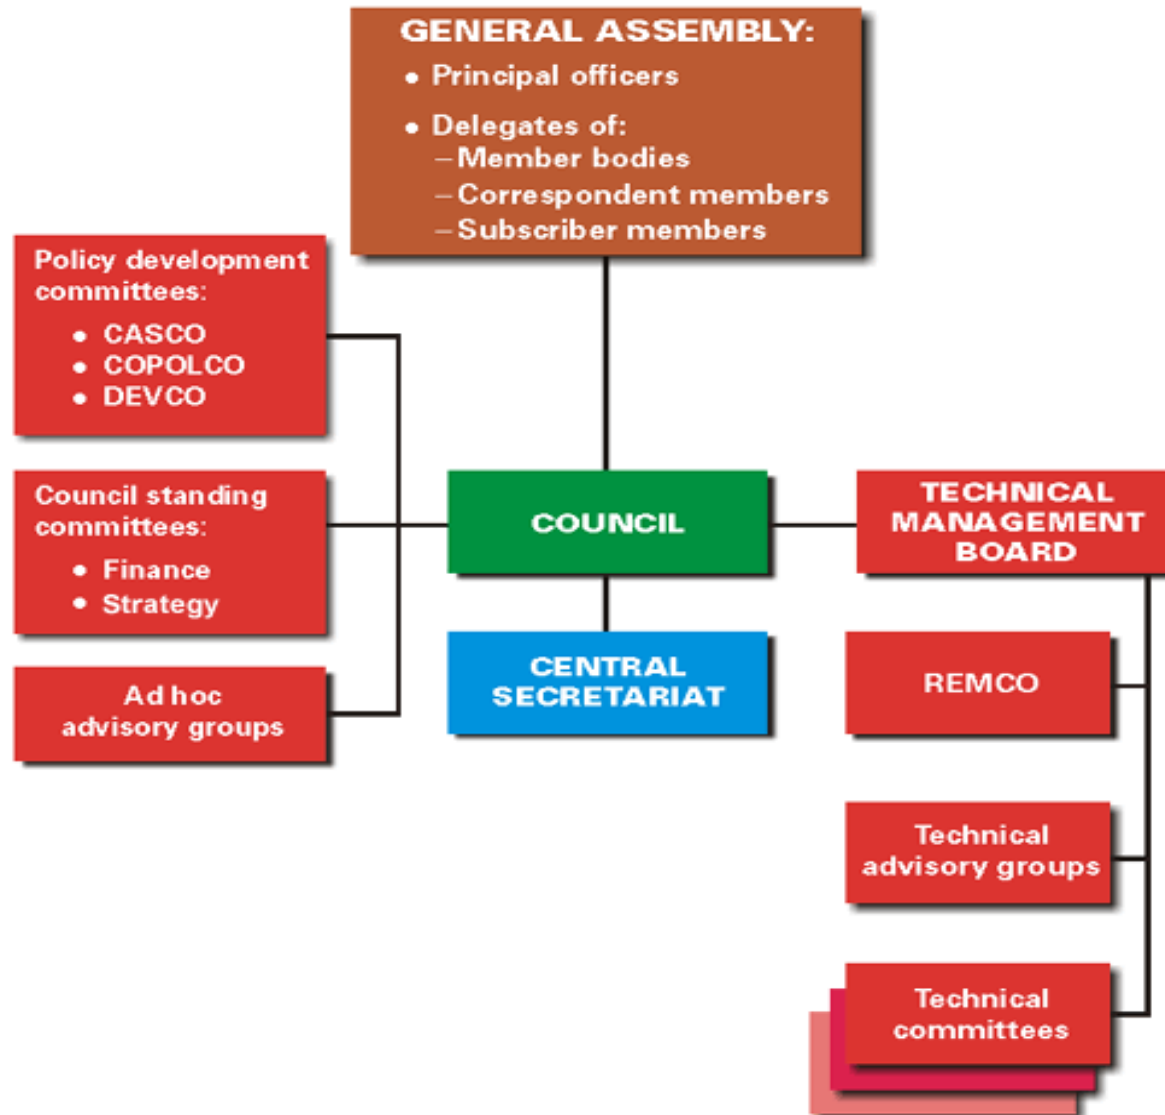 GENERAL ASSEMBLY:
• Principal officers
• Delegates of:
– Member bodies
– Correspondent members
– Subscriber members
Policy development
committees:
• CASCO
• COPOLCO
• DEVCO
Council standing
committees:
• Finance
• Strategy
Ad hoc
advisory groups
COUNCIL
CENTRAL
SECRETARIAT
TECHNICAL
MANAGEMENT
BOARD
REMCO
Technical
advisory groups
Technical
committees